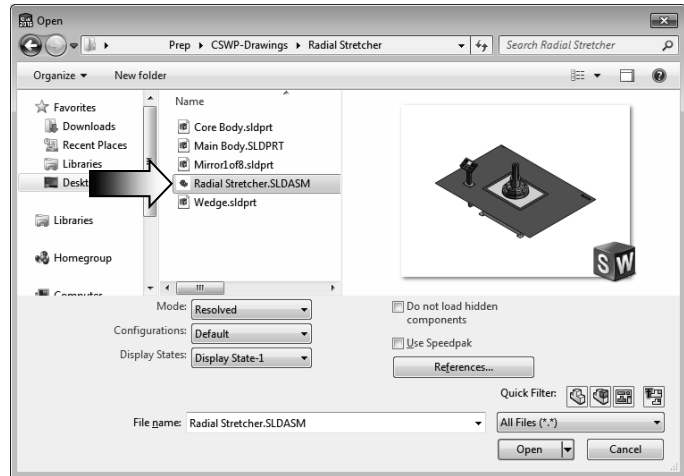 Open
Prep ▸ CSWP-Drawings ▸ Radial Stretcher
Search Radial Stretcher
Organize ▾ New folder
Favorites
Downloads
Recent Places
Libraries
Name
Core Body.sldprt
Main Body.SLDPRT
Mirror1of8.sldprt
Radial Stretcher.SLDASM
Wedge.sldprt
Libraries
Homegroup
SW
Mode: Resolved
Configurations: Default
Display States: Display State-1
Do not load hidden
components
Use Speedpak
References...
Quick Filter:
File name: Radial Stretcher.SLDASM
All Files (*.*)
Open
Cancel